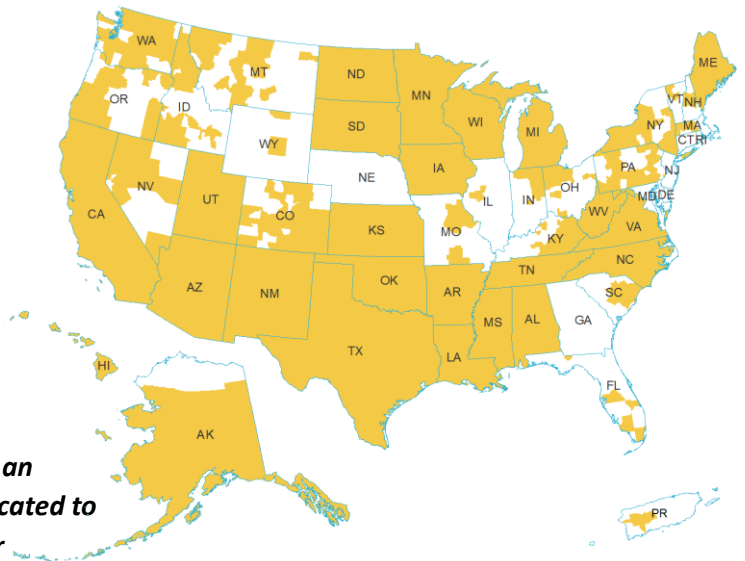 WA
ME
MT
ND
MN
VT
NH
OR
ID
SD
WI
MI
NY
MA
CT
RI
WY
IA
PA
NE
NJ
NV
OH
IL
IN
MD
DE
UT
CO
WV
CA
KS
MO
VA
KY
NC
TN
OK
AZ
NM
AR
SC
MS
AL
GA
TX
LA
HI
FL
AK
an
cated to
PR